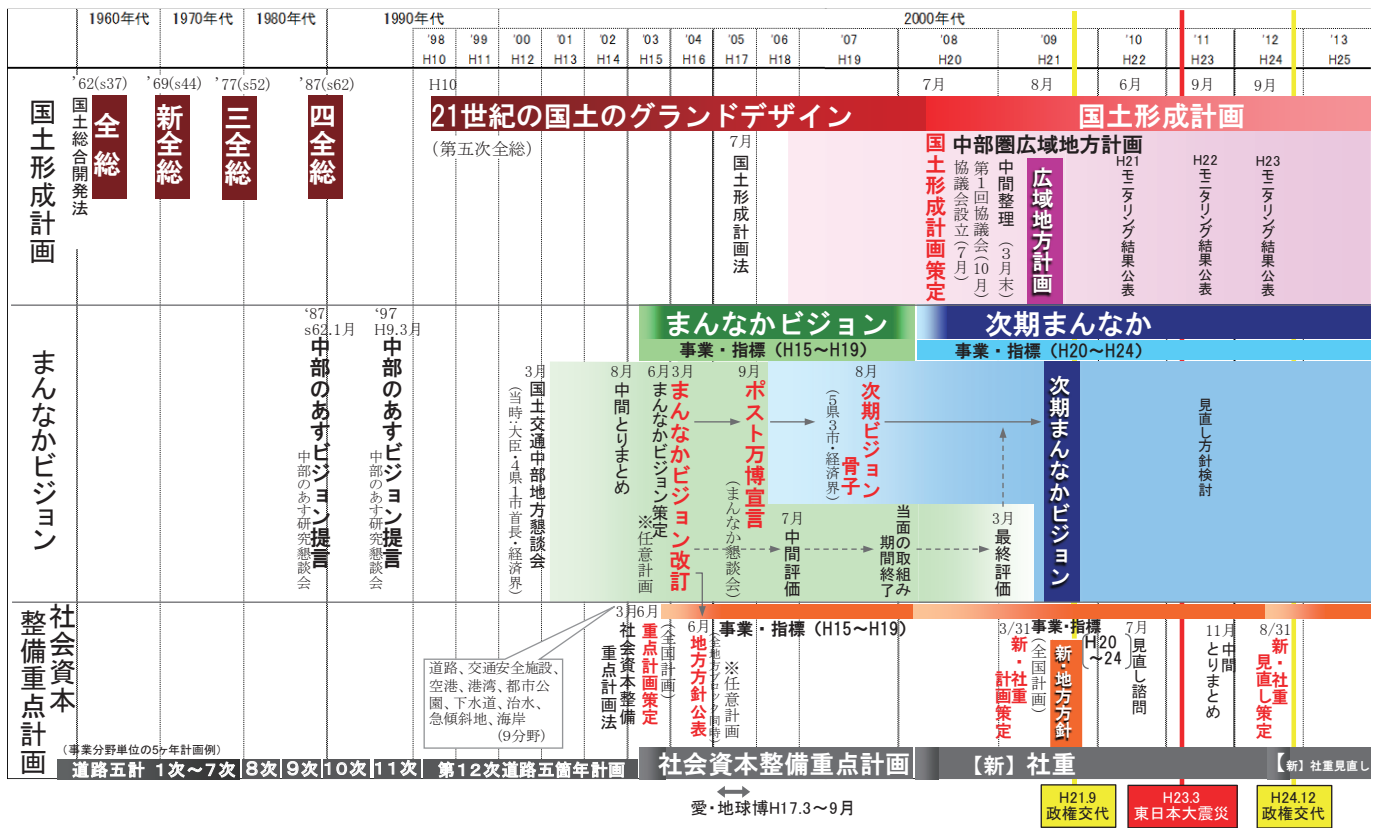 1960年代
1970年代
1980年代
1990年代
2000年代
'98
'99
'00
'01
'02
'03
'04
'05
'06
'07
'08
'09
'10
'11
'12
'13
H10
H11
H12
H13
H14
H15
H16
H17
H18
H19
H20
H21
H22
H23
H24
H25
国土形成計画
'62(s37)
国土総合開発法
全総
'69(s44)
新全総
'77(s52)
三全総
'87(s62)
四全総
H10
21世紀の国土のグランドデザイン
(第五次全総)
7月
国土形成計画法
7月
8月
6月
9月
9月
国土形成計画
国土形成計画策定
中部圏広域地方計画
協議会設立(7月)
第1回協議会(10月)
中間整理 (3月末)
広域地方計画
H21モニタリング結果公表
H22モニタリング結果公表
H23モニタリング結果公表
まんなかビジョン
'87
s62.1月
中部のあすビジョン提言
中部のあす研究懇談会
'97
H9.3月
中部のあすビジョン提言
中部のあす研究懇談会
まんなかビジョン
事業・指標 (H15～H19)
次期まんなか
事業・指標 (H20～H24)
3月
国土交通中部地方懇談会
(当時・大臣・4県1市首長・経済界)
8月
中間とりまとめ
6月
まんなかビジョン策定
※任意計画
3月
まんなかビジョン改訂
9月
ポスト万博宣言
(まんなか懇談会)
7月
中間評価
8月
次期ビジョン
骨子
(5県3市・経済界)
当面の取組み
期間終了
3月
最終評価
次期まんなかビジョン
見直し方針検討
社会資本
整備重点計画
道路、交通安全施設、
空港、港湾、都市公
園、下水道、治水、
急傾斜地、海岸
(9分野)
3月
社会資本整備
重点計画法
6月
重点計画策定
(全国計画)
6月
地方方針公表
(全地方ブロック同時)
事業・指標 (H15～H19)
※任意計画
3/31
新・社重
計画策定
(全国計画)
事業・指標
(H20
～24)
新・地方方針
7月
見直し諮問
11月
中間
とりまとめ
8/31
新・社重
見直し策定
(事業分野単位の5ヶ年計画例)
道路五計 1次～7次
8次
9次
10次
11次
第12次道路五箇年計画
社会資本整備重点計画
【新】社重
【新】社重見直し
愛・地球博H17.3～9月
H21.9
政権交代
H23.3
東日本大震災
H24.12
政権交代